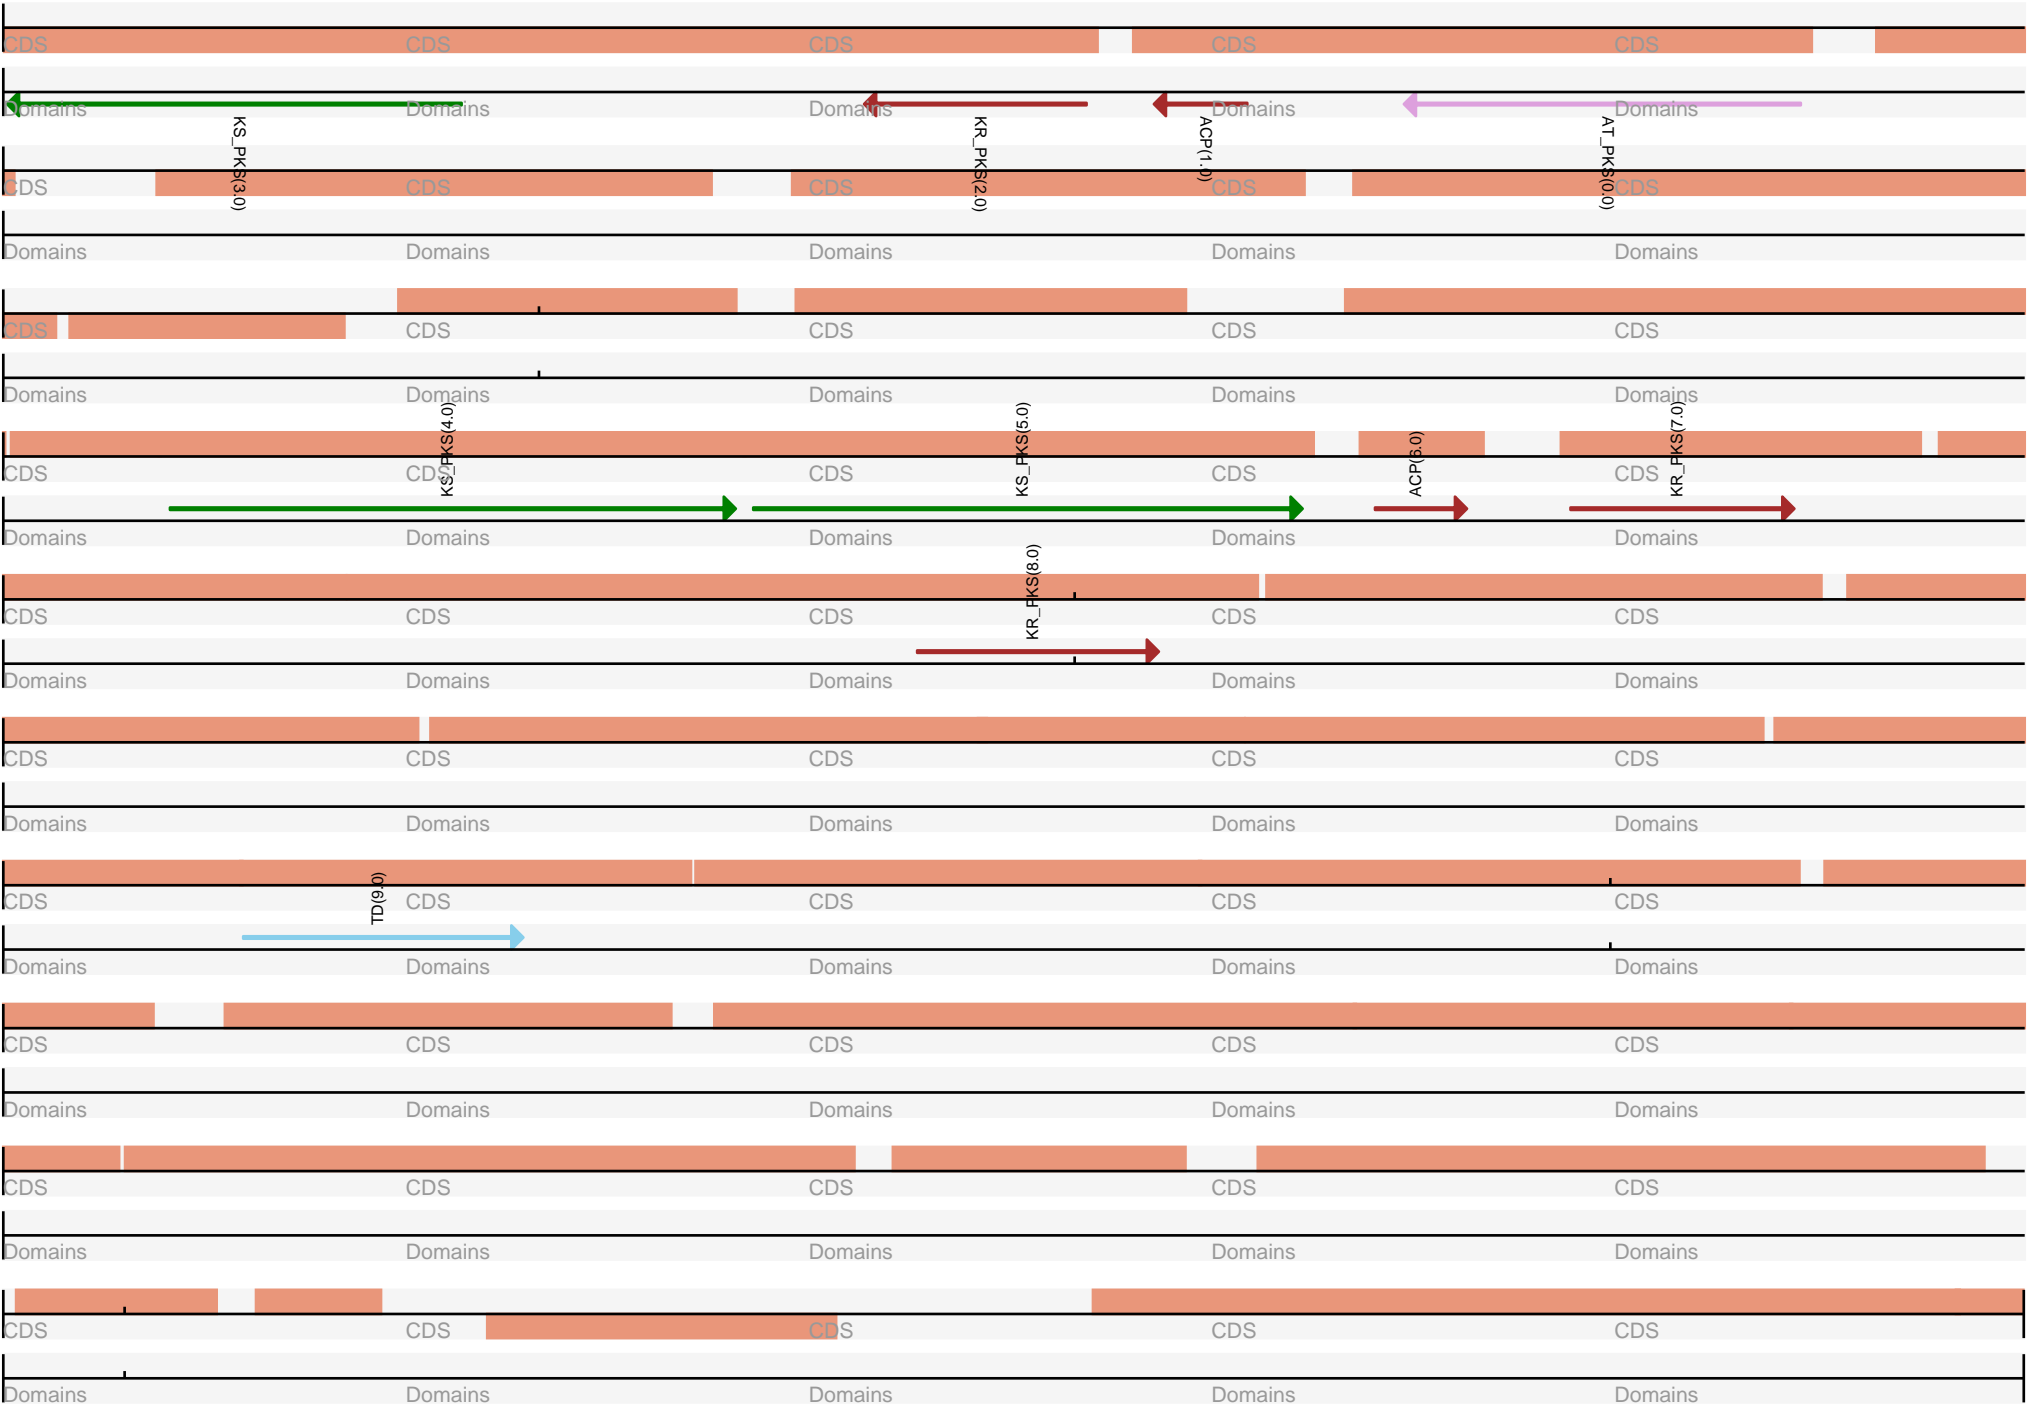 CDS CDS CDS CDS CDS
Domains Domains Domains Domains Domains
KS_PKS(3.0) KR_PKS(2.0) ACP(1.0) AT_PKS(0.0)
CDS CDS CDS CDS CDS
Domains Domains Domains Domains Domains
CDS CDS CDS CDS CDS
Domains Domains Domains Domains Domains
KS_PKS(4.0) KS_PKS(5.0) ACP(6.0) KR_PKS(7.0)
CDS CDS CDS CDS CDS
Domains Domains Domains Domains Domains
KR_PKS(8.0)
CDS CDS CDS CDS CDS
Domains Domains Domains Domains Domains
CDS CDS CDS CDS CDS
Domains Domains Domains Domains Domains
TD(9.0)
CDS CDS CDS CDS CDS
Domains Domains Domains Domains Domains
CDS CDS CDS CDS CDS
Domains Domains Domains Domains Domains
CDS CDS CDS CDS CDS
Domains Domains Domains Domains Domains
CDS CDS CDS CDS CDS
Domains Domains Domains Domains Domains